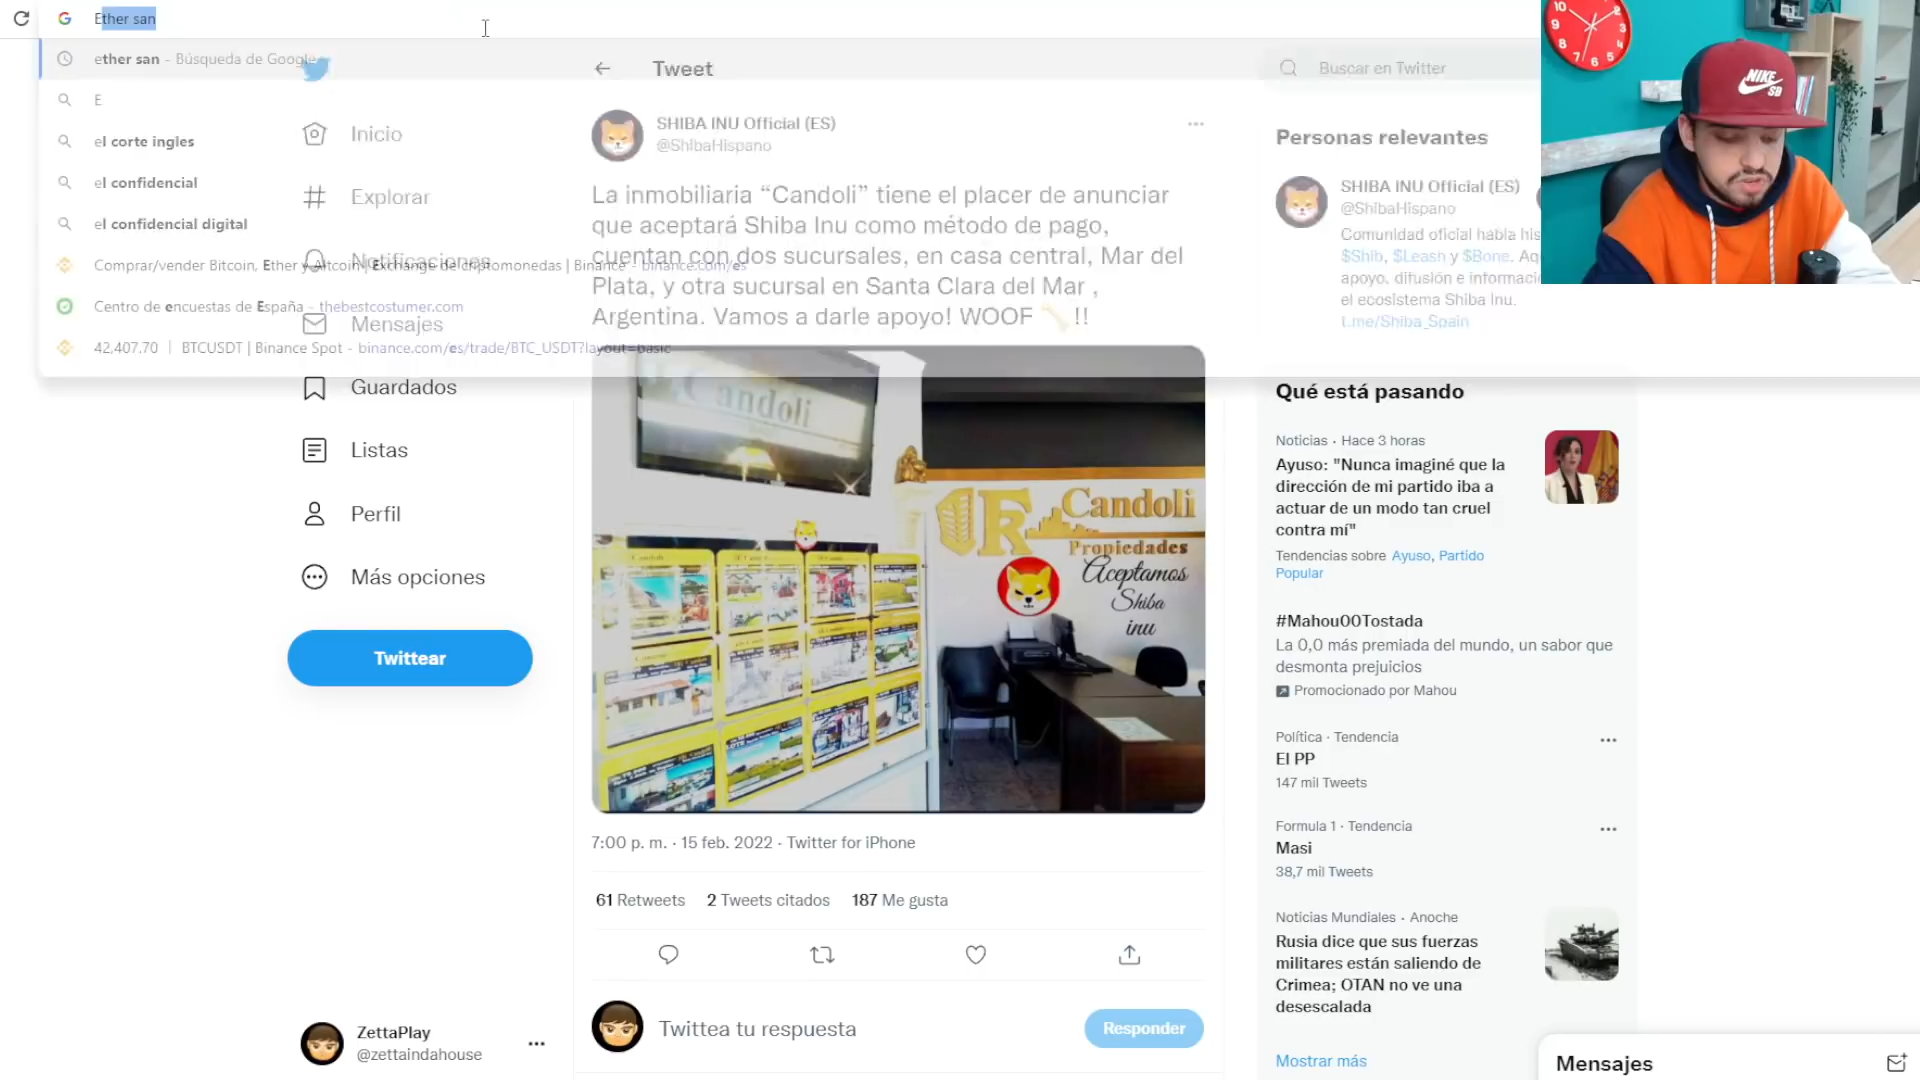 Ether san
ether san - Búsqueda de Google
E
el corte ingles
el confidencial
el confidencial digital
Comprar/vender Bitcoin, Ether y Altcoin | Exchange de criptomonedas | Binance - binance.com/es
Centro de encuestas de España - thebestcostumer.com
42,407.70 | BTCUSDT | Binance Spot - binance.com/es/trade/BTC_USDT?layout=basic
Inicio
Explorar
Notificaciones
Mensajes
Guardados
Listas
Perfil
Más opciones
Twittear
ZettaPlay
@zettaindahouse
Tweet
SHIBA INU Official (ES)
@ShibaHispano
La inmobiliaria “Candoli” tiene el placer de anunciar
que aceptará Shiba Inu como método de pago,
cuentan con dos sucursales, en casa central, Mar del
Plata, y otra sucursal en Santa Clara del Mar ,
Argentina. Vamos a darle apoyo! WOOF 🦴 !!
Candoli
Candoli
Propiedades
Aceptamos
Shiba
inu
7:00 p. m. · 15 feb. 2022 · Twitter for iPhone
61 Retweets 2 Tweets citados 187 Me gusta
Twittea tu respuesta
Responder
Buscar en Twitter
Personas relevantes
SHIBA INU Official (ES)
@ShibaHispano
Comunidad oficial habla his
$Shib, $Leash y $Bone. Aq
apoyo, difusión e informaci
el ecosistema Shiba Inu.
t.me/Shiba_Spain
Qué está pasando
Noticias · Hace 3 horas
Ayuso: "Nunca imaginé que la
dirección de mi partido iba a
actuar de un modo tan cruel
contra mí"
Tendencias sobre Ayuso, Partido
Popular
#Mahou00Tostada
La 0,0 más premiada del mundo, un sabor que
desmonta prejuicios
Promocionado por Mahou
Política · Tendencia
El PP
147 mil Tweets
Formula 1 · Tendencia
Masi
38,7 mil Tweets
Noticias Mundiales · Anoche
Rusia dice que sus fuerzas
militares están saliendo de
Crimea; OTAN no ve una
desescalada
Mostrar más
Mensajes
NIKE
SB